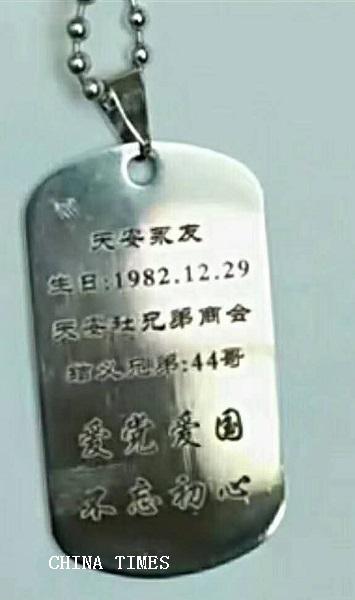 天安聚友
生日:1982.12.29
天安社兄弟商会
结义兄弟:44哥
爱党爱国
不忘初心
CHINA TIMES